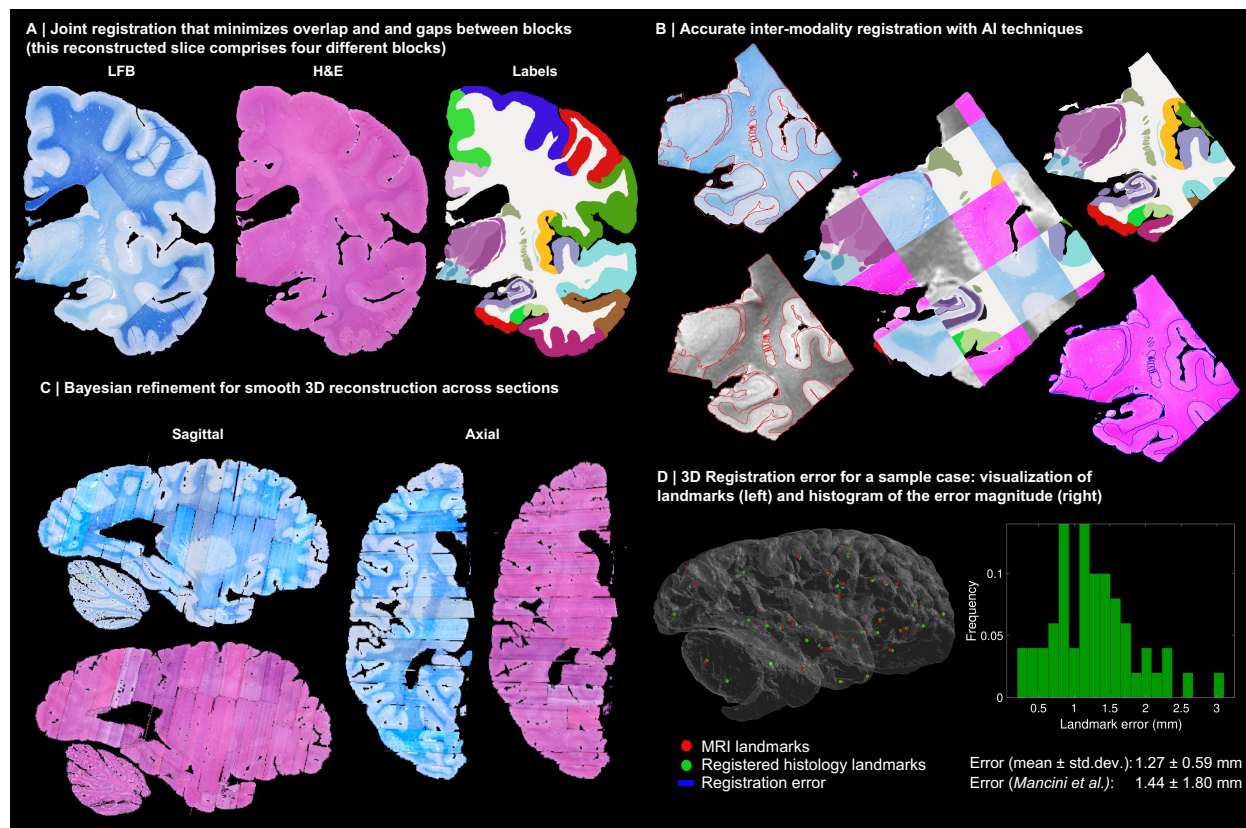 A | Joint registration that minimizes overlap and and gaps between blocks
(this reconstructed slice comprises four different blocks)
LFB
H&E
Labels
B | Accurate inter-modality registration with AI techniques
C | Bayesian refinement for smooth 3D reconstruction across sections
Sagittal
Axial
D | 3D Registration error for a sample case: visualization of
landmarks (left) and histogram of the error magnitude (right)
MRI landmarks
Registered histology landmarks
Registration error
Frequency
0.1
0.05
0
0.5
1
1.5
2
2.5
3
Landmark error (mm)
Error (mean ± std.dev.): 1.27 ± 0.59 mm
Error (Mancini et al.): 1.44 ± 1.80 mm